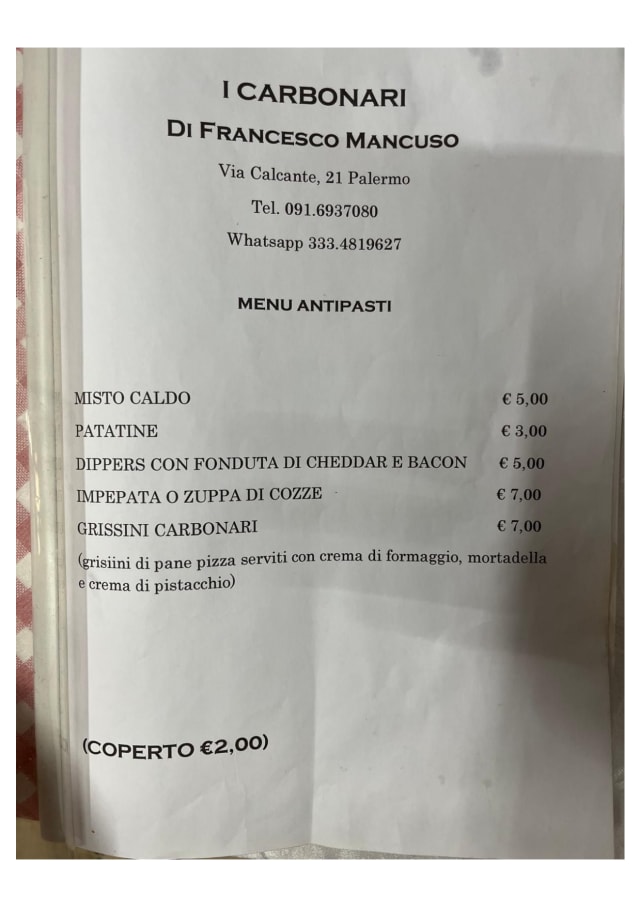 I CARBONARI
DI FRANCESCO MANCUSO
Via Calcante, 21 Palermo
Tel. 091.6937080
Whatsapp 333.4819627
MENU ANTIPASTI
MISTO CALDO € 5,00
PATATINE € 3,00
DIPPERS CON FONDUTA DI CHEDDAR E BACON € 5,00
IMPEPATA O ZUPPA DI COZZE € 7,00
GRISSINI CARBONARI € 7,00
(grisiini di pane pizza serviti con crema di formaggio, mortadella
e crema di pistacchio)
(COPERTO €2,00)